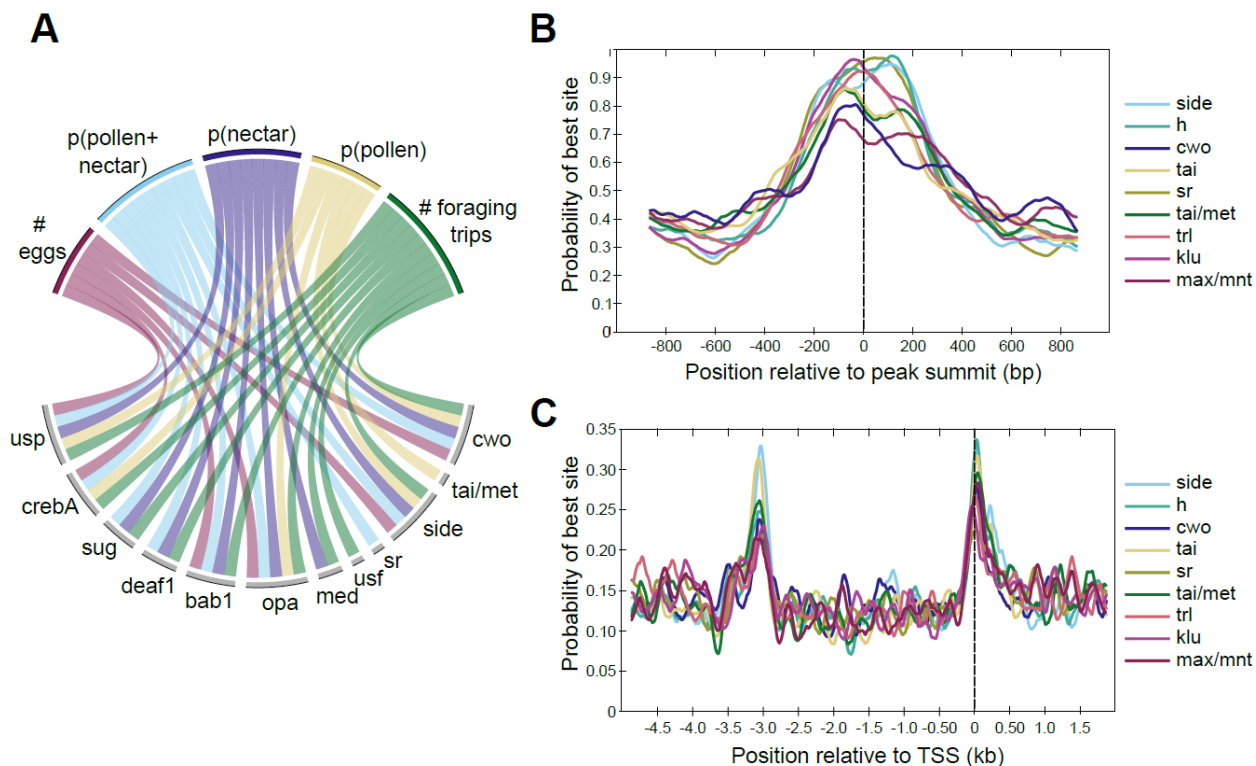 A
p(pollen+
nectar)
p(nectar)
p(pollen)
# foraging
trips
#
eggs
usp
crebA
sug
deaf1
bab1
opa
med
usf
sr
side
tai/met
cwo
B
Probability of best site
0.9
0.8
0.7
0.6
0.5
0.4
0.3
0.2
0.1
0
-800 -600 -400 -200 0 200 400 600 800
Position relative to peak summit (bp)
side
h
cwo
tai
sr
tai/met
trl
klu
max/mnt
C
Probability of best site
0.35
0.30
0.25
0.20
0.15
0.10
0.05
0
-4.5 -4.0 -3.5 -3.0 -2.5 -2.0 -1.5 -1.0 -0.50 0 0.50 1.0 1.5
Position relative to TSS (kb)
side
h
cwo
tai
sr
tai/met
trl
klu
max/mnt